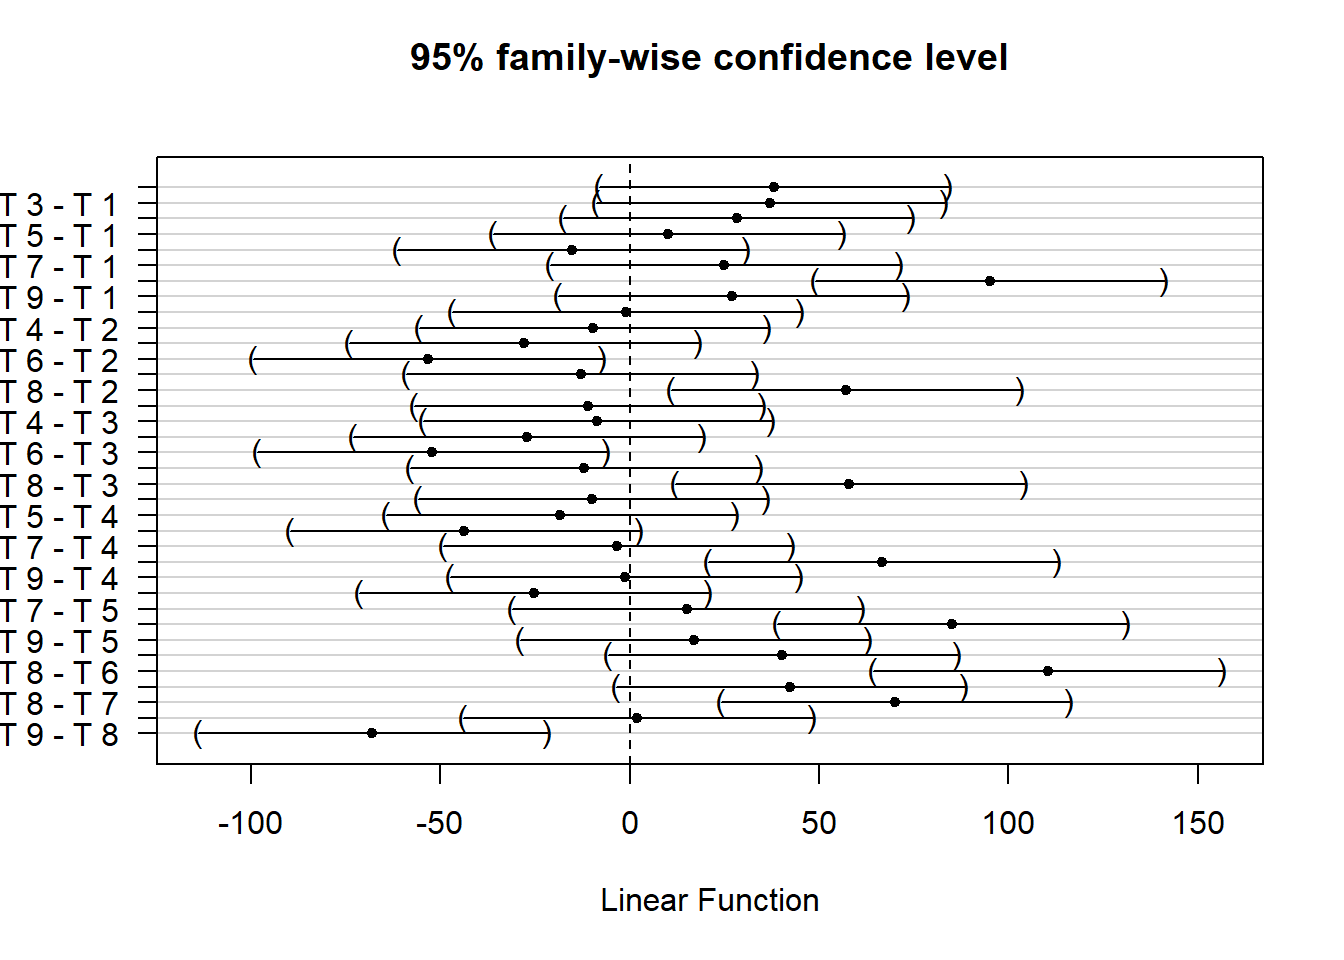 95% family-wise confidence level
T 3 - T 1
T 5 - T 1
T 7 - T 1
T 9 - T 1
T 4 - T 2
T 6 - T 2
T 8 - T 2
T 4 - T 3
T 6 - T 3
T 8 - T 3
T 5 - T 4
T 7 - T 4
T 9 - T 4
T 7 - T 5
T 9 - T 5
T 8 - T 6
T 8 - T 7
T 9 - T 8
-100 -50 0 50 100 150
Linear Function